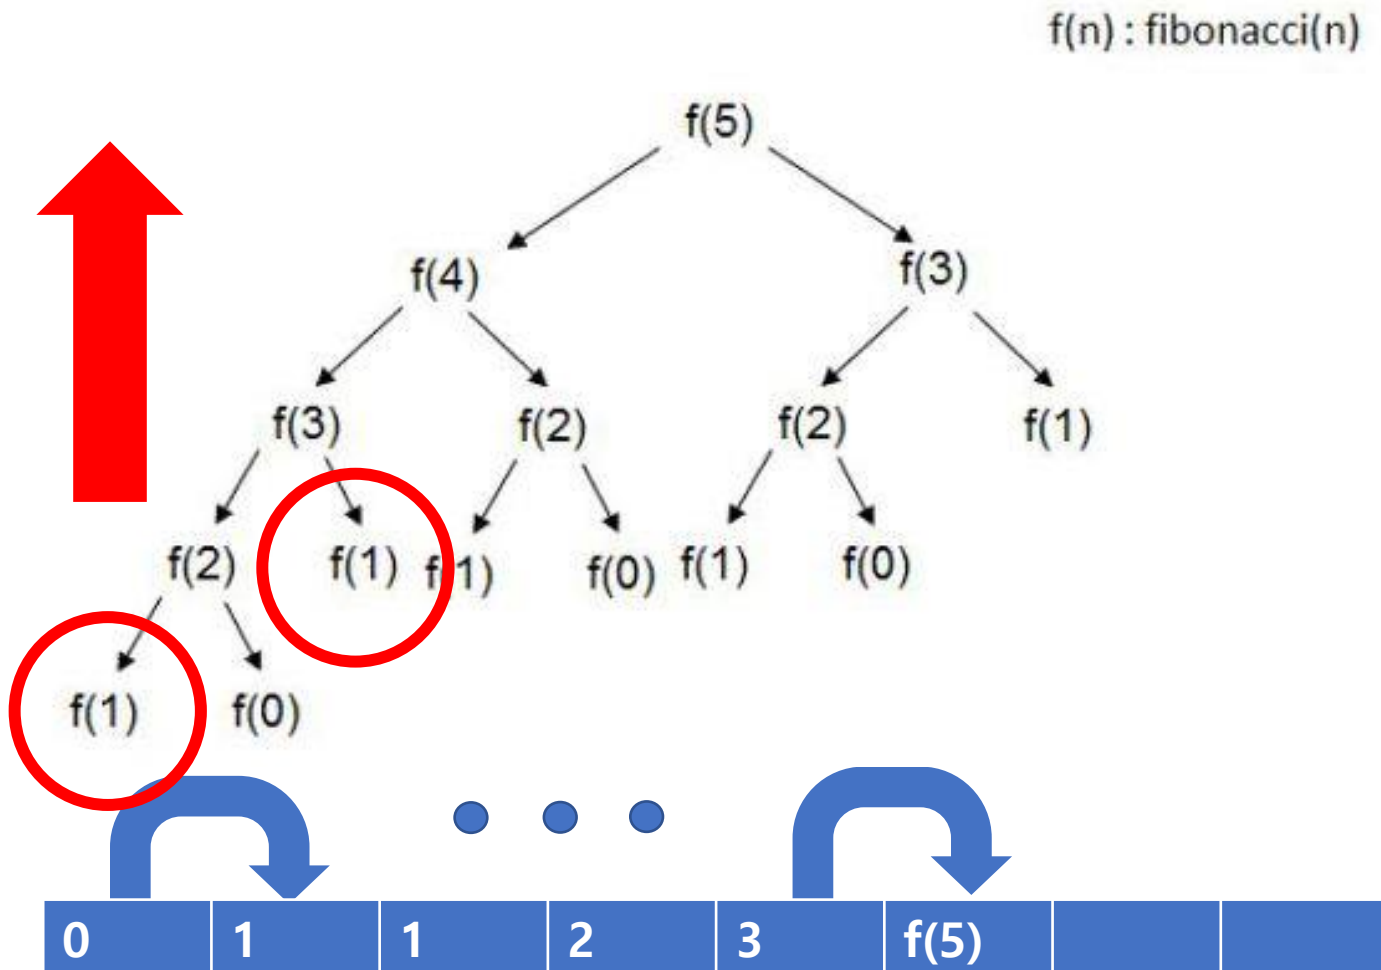 f(n) : fibonacci(n)
f(5)
f(4) f(3)
f(3) f(2) f(2) f(1)
f(2) f(1) f(1) f(0) f(1) f(0)
f(1) f(0)
0 1 1 2 3 f(5)